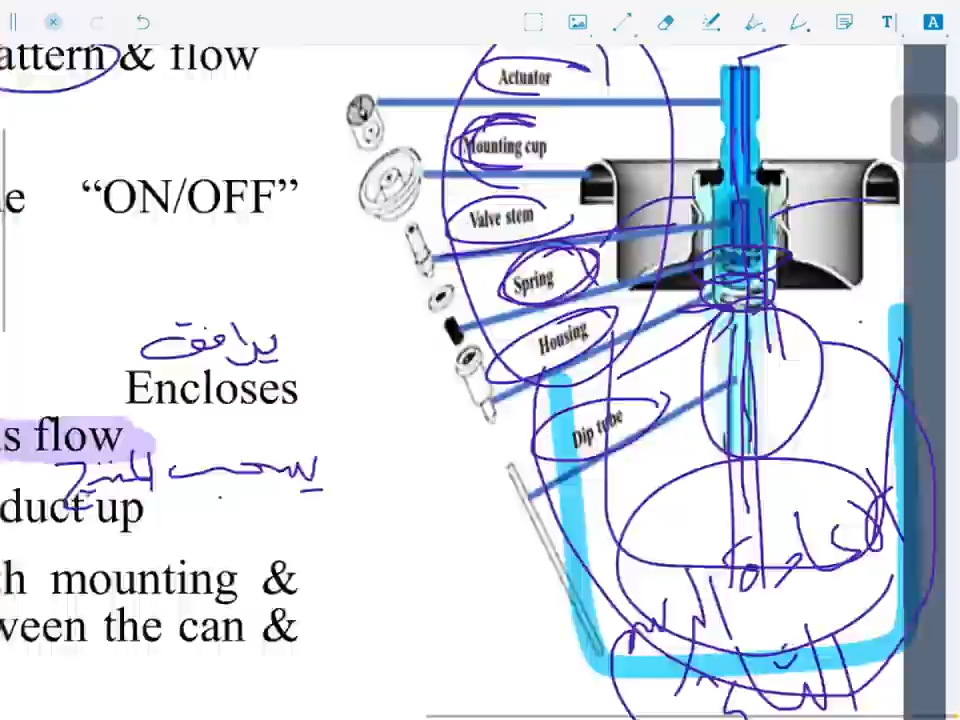 attern & flow
e “ON/OFF”
يرافق
Encloses
s flow
يسحب المنتج
duct up
th mounting &
ween the can &
Actuator
Mounting cup
Valve stem
Spring
Housing
Dip tube
T
A